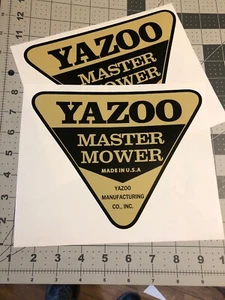 YAZOO
MASTER
MOWER
YAZOO
MASTER
MOWER
MADE IN U.S.A
YAZOO
MANUFACTURING
CO., INC.